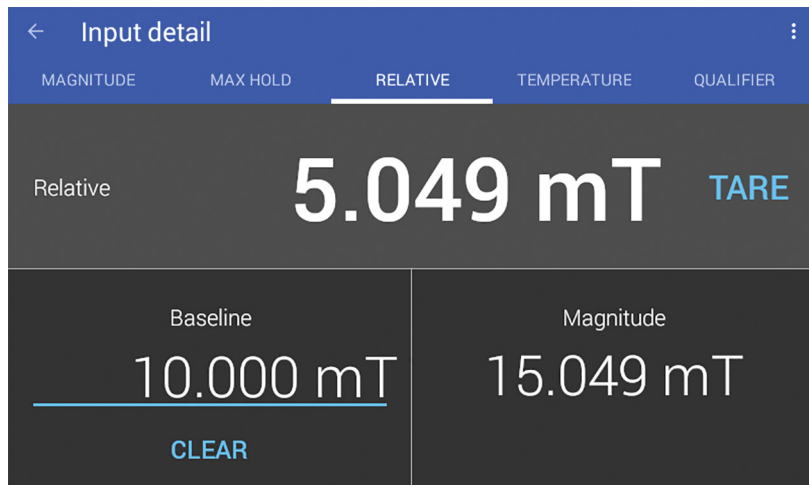 Input detail
MAGNITUDE MAX HOLD RELATIVE TEMPERATURE QUALIFIER
Relative 5.049 mT TARE
Baseline
10.000 mT
CLEAR
Magnitude
15.049 mT